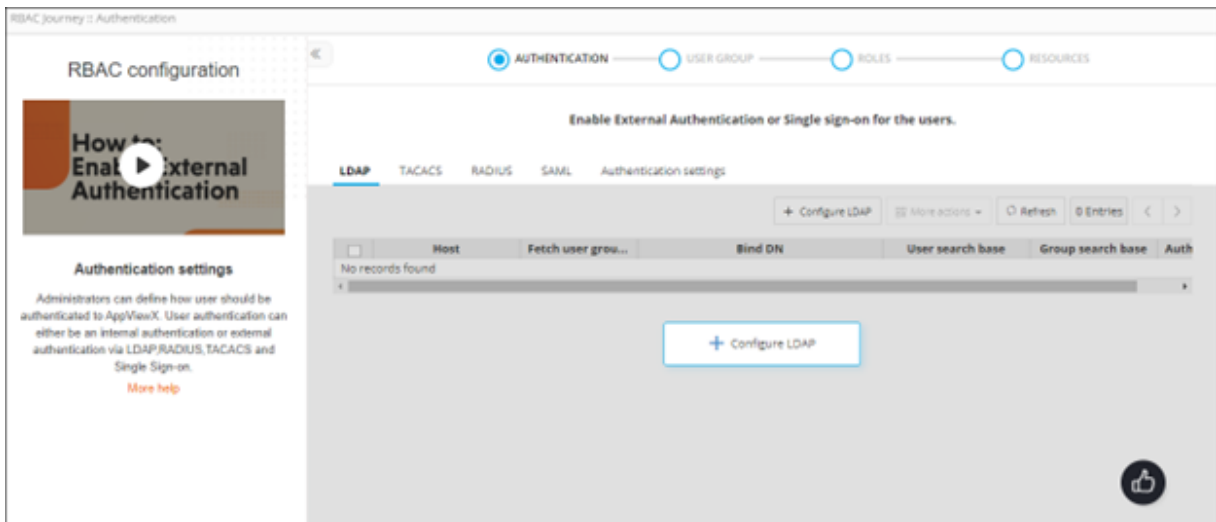 RBAC Journey :: Authentication
RBAC configuration
How to:
Enab External
Authentication
Authentication settings
Administrators can define how user should be
authenticated to AppViewX. User authentication can
either be an internal authentication or external
authentication via LDAP,RADIUS,TACACS and
Single Sign-on.
More help
AUTHENTICATION USER GROUP ROLES RESOURCES
Enable External Authentication or Single sign-on for the users.
LDAP TACACS RADIUS SAML Authentication settings
+ Configure LDAP More actions Refresh 0 Entries < >
Host Fetch user grou... Bind DN User search base Group search base Auth
No records found
+ Configure LDAP